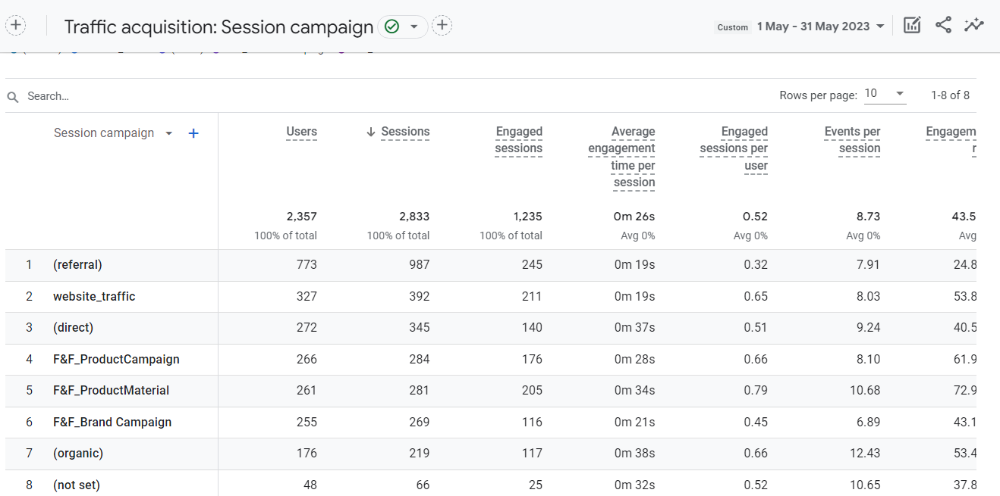 Traffic acquisition: Session campaign
Custom 1 May - 31 May 2023
Search...
Rows per page: 10 1-8 of 8
Session campaign Users Sessions Engaged sessions Average engagement time per session Engaged sessions per user Events per session Engagem r
2,357 2,833 1,235 0m 26s 0.52 8.73 43.5
100% of total 100% of total 100% of total Avg 0% Avg 0% Avg 0% Avg
1 (referral) 773 987 245 0m 19s 0.32 7.91 24.8
2 website_traffic 327 392 211 0m 19s 0.65 8.03 53.8
3 (direct) 272 345 140 0m 37s 0.51 9.24 40.5
4 F&F_ProductCampaign 266 284 176 0m 28s 0.66 8.10 61.9
5 F&F_ProductMaterial 261 281 205 0m 34s 0.79 10.68 72.9
6 F&F_Brand Campaign 255 269 116 0m 21s 0.45 6.89 43.1
7 (organic) 176 219 117 0m 38s 0.66 12.43 53.4
8 (not set) 48 66 25 0m 32s 0.52 10.65 37.8